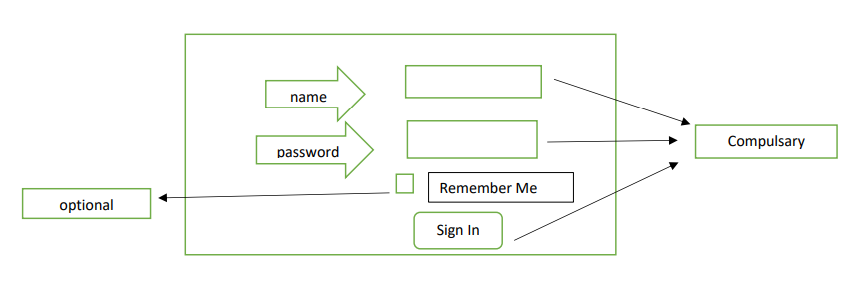 name
password
Compulsary
Remember Me
optional
Sign In